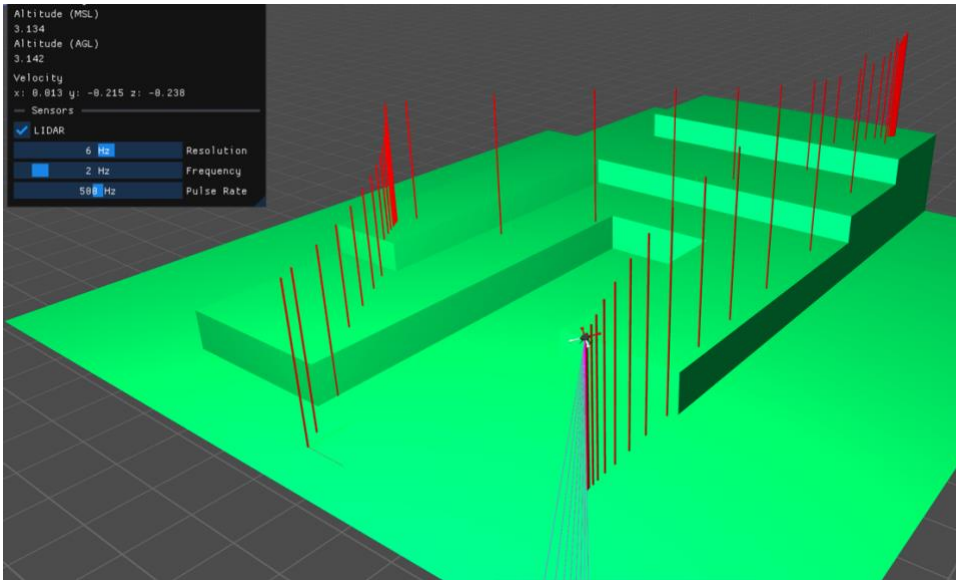 Altitude (MSL)
3.134
Altitude (AGL)
3.142
Velocity
x: 0.013 y: -0.215 z: -0.238
Sensors
LIDAR
6 Hz Resolution
2 Hz Frequency
500 Hz Pulse Rate